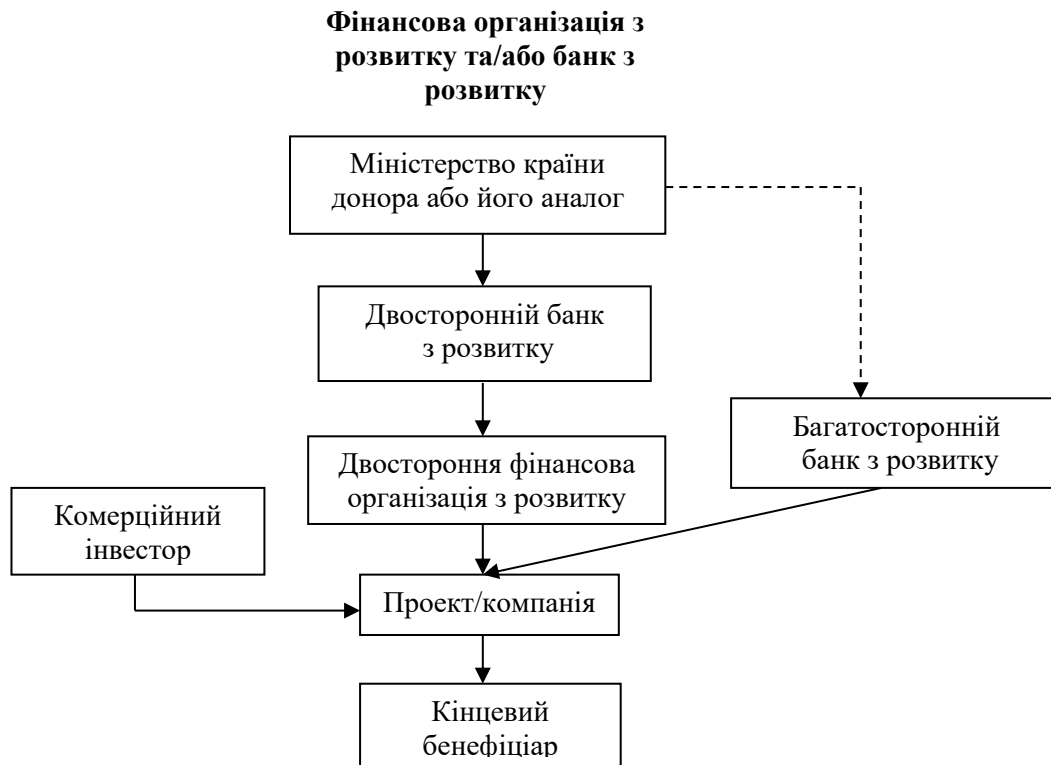 Фінансова організація з
розвитку та/або банк з
розвитку
Міністерство країни
донора або його аналог
Двосторонній банк
з розвитку
Багатосторонній
банк з розвитку
Двостороння фінансова
організація з розвитку
Комерційний
інвестор
Проект/компанія
Кінцевий
бенефіціар